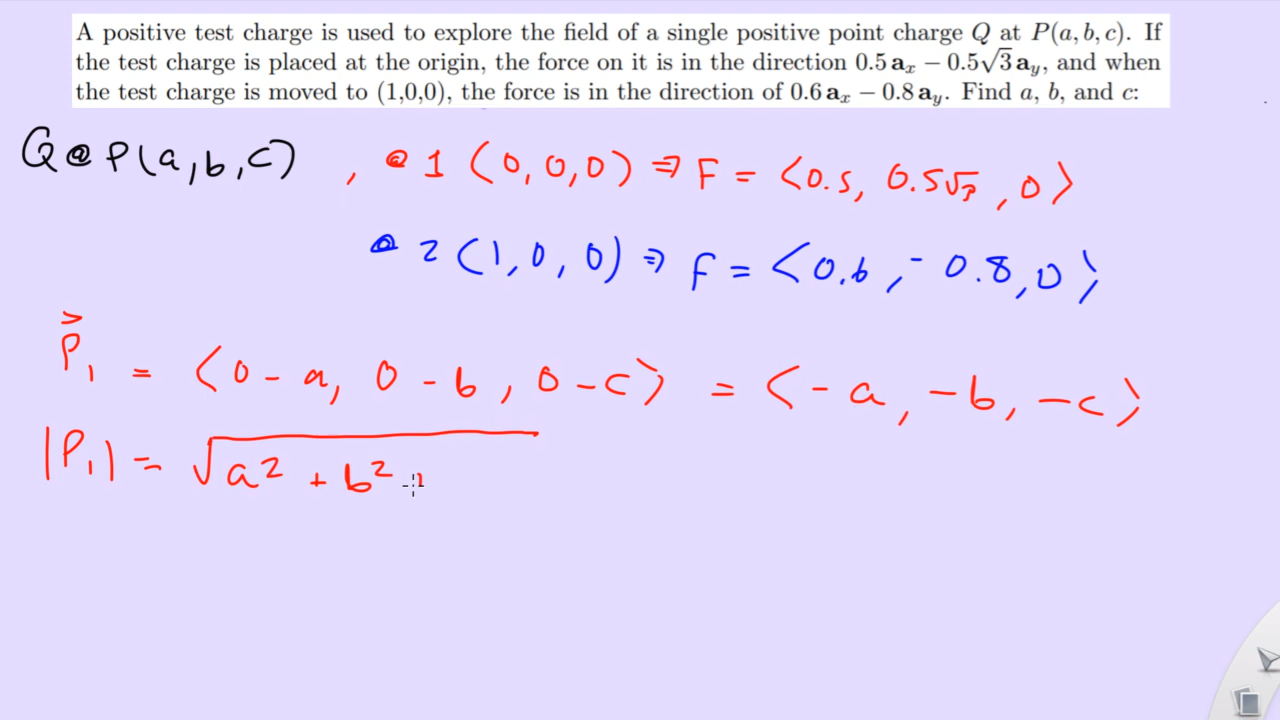 A positive test charge is used to explore the field of a single positive point charge Q at P(a, b, c). If
the test charge is placed at the origin, the force on it is in the direction 0.5 aₓ − 0.5√3 a_y, and when
the test charge is moved to (1,0,0), the force is in the direction of 0.6 aₓ − 0.8 a_y. Find a, b, and c:
Q @ P(a, b, c) , @ 1 (0, 0, 0) ⇒ F = <0.5, 0.5√3, 0>
@ 2 (1, 0, 0) ⇒ F = <0.6, -0.8, 0>
P⃗₁ = <0 - a, 0 - b, 0 - c> = <-a, -b, -c>
|P₁| = √a² + b²